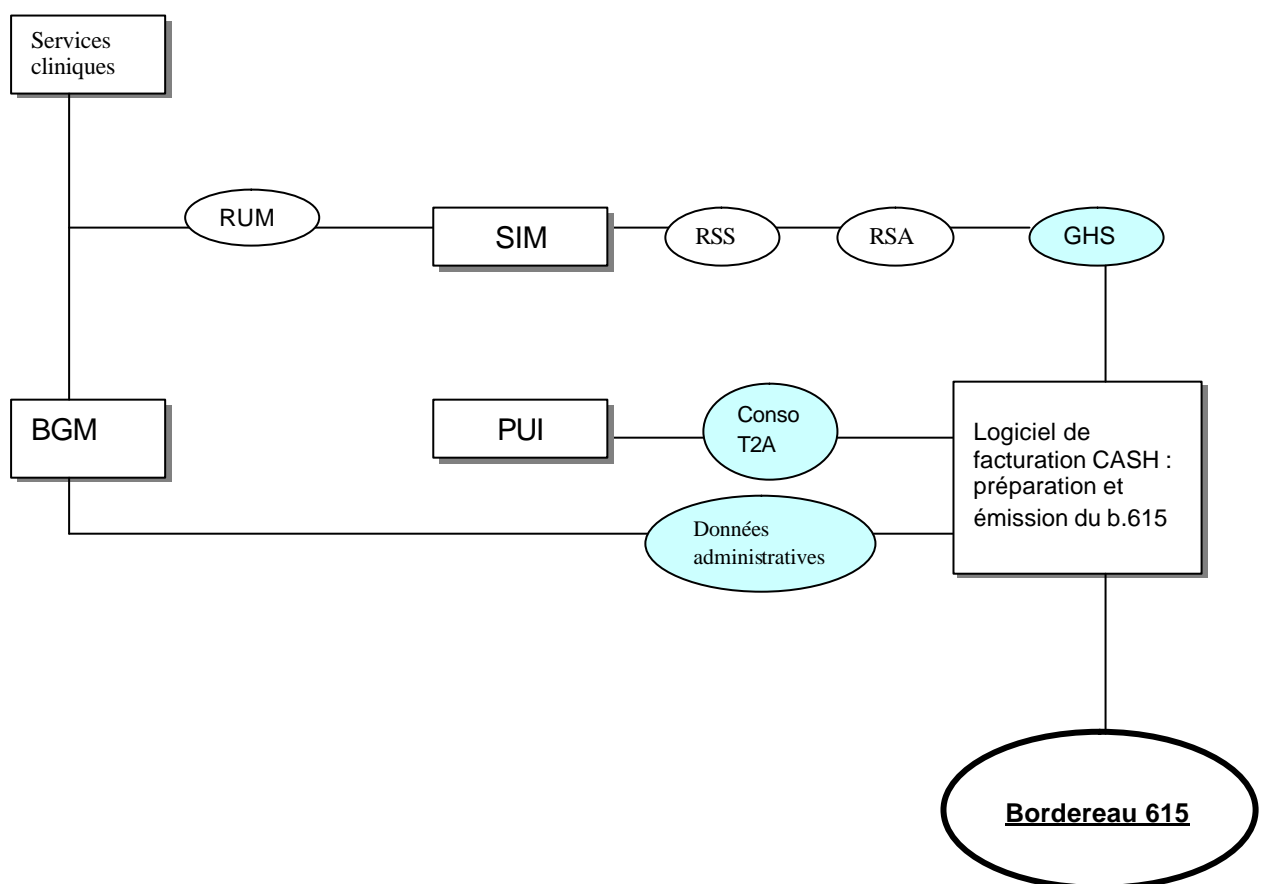 Services
cliniques
RUM
SIM
RSS
RSA
GHS
BGM
PUI
Conso
T2A
Logiciel de
facturation CASH :
préparation et
émission du b.615
Données
administratives
Bordereau 615